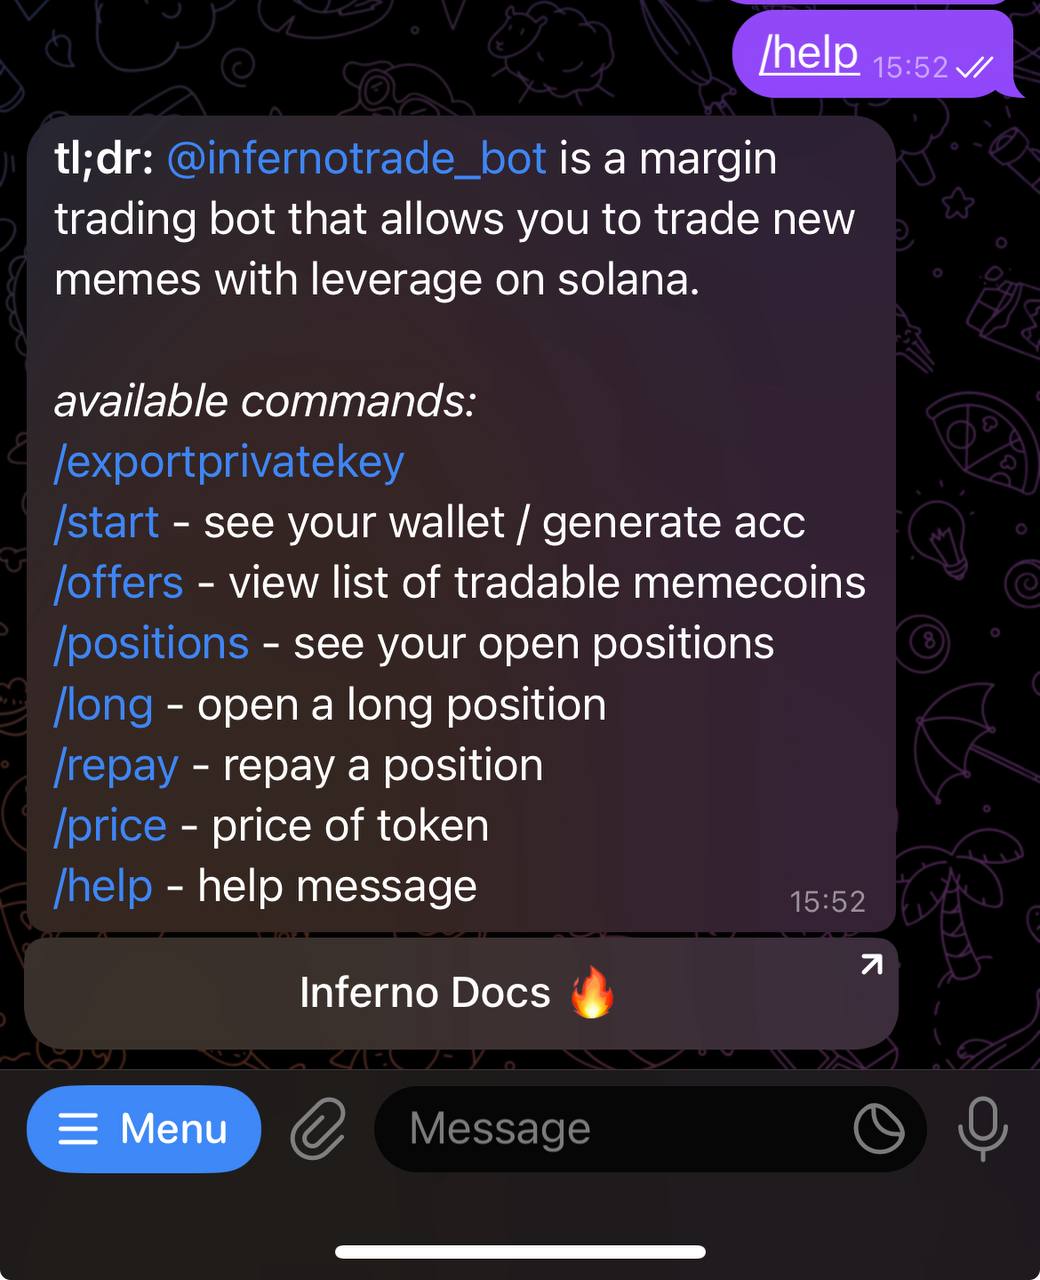 /help 15:52
tl;dr: @infernotrade_bot is a margin
trading bot that allows you to trade new
memes with leverage on solana.
available commands:
/exportprivatekey
/start - see your wallet / generate acc
/offers - view list of tradable memecoins
/positions - see your open positions
/long - open a long position
/repay - repay a position
/price - price of token
/help - help message
15:52
Inferno Docs 🔥
Menu
Message